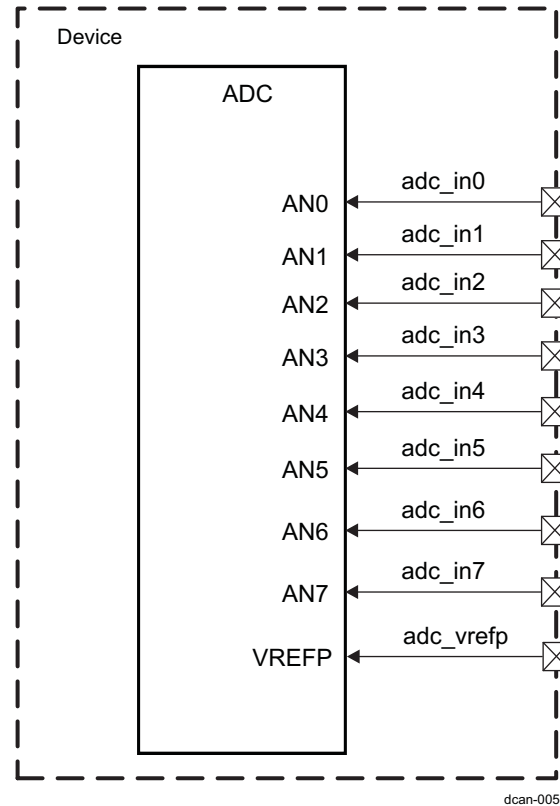 Device
ADC
AN0 adc_in0
AN1 adc_in1
AN2 adc_in2
AN3 adc_in3
AN4 adc_in4
AN5 adc_in5
AN6 adc_in6
AN7 adc_in7
VREFP adc_vrefp
dcan-005